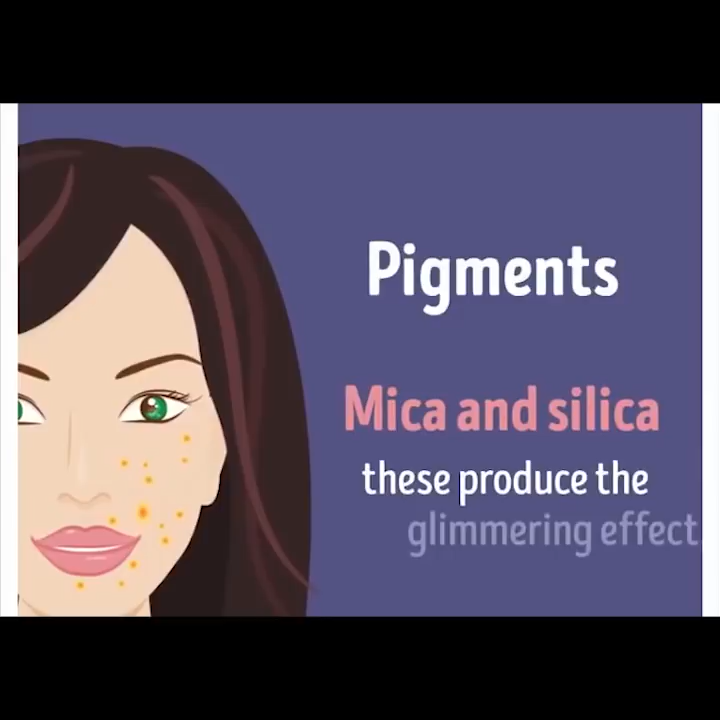 Pigments
Mica and silica
these produce the
glimmering effect.